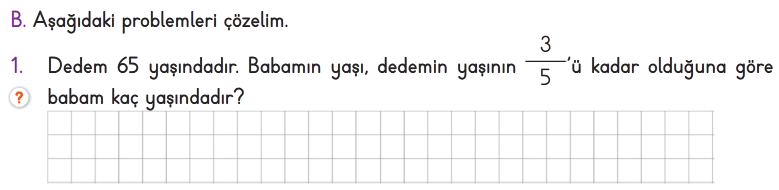 B. Aşağıdaki problemleri çözelim.
1. Dedem 65 yaşındadır. Babamın yaşı, dedemin yaşının 3/5'ü kadar olduğuna göre
? babam kaç yaşındadır?